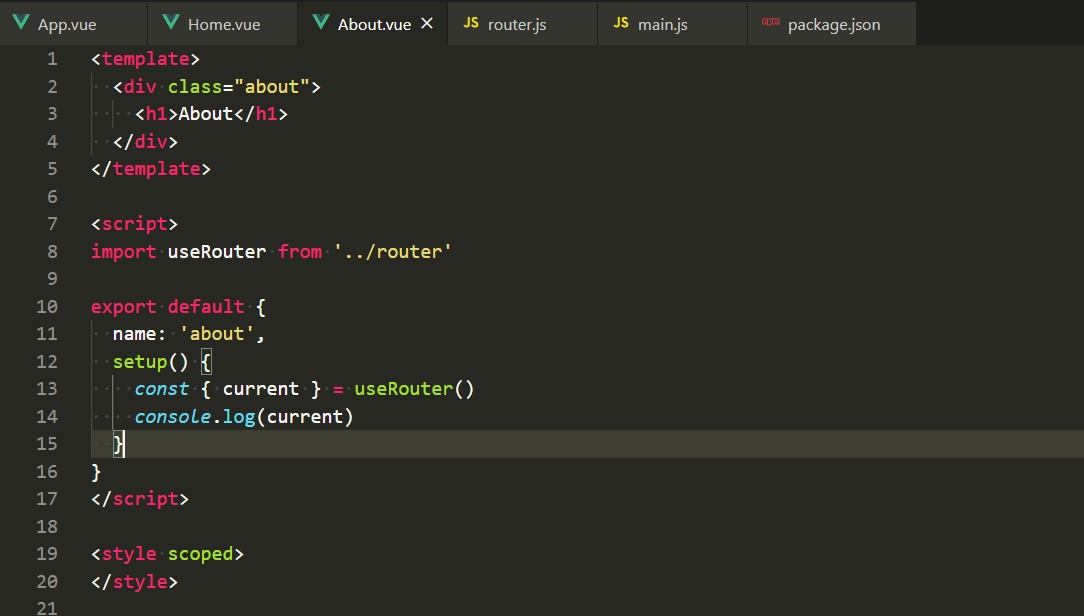 App.vue Home.vue About.vue × JS router.js JS main.js package.json
1 <template>
2   <div class="about">
3     <h1>About</h1>
4   </div>
5 </template>
6
7 <script>
8 import useRouter from '../router'
9
10 export default {
11   name: 'about',
12   setup() {
13     const { current } = useRouter()
14     console.log(current)
15   }
16 }
17 </script>
18
19 <style scoped>
20 </style>
21